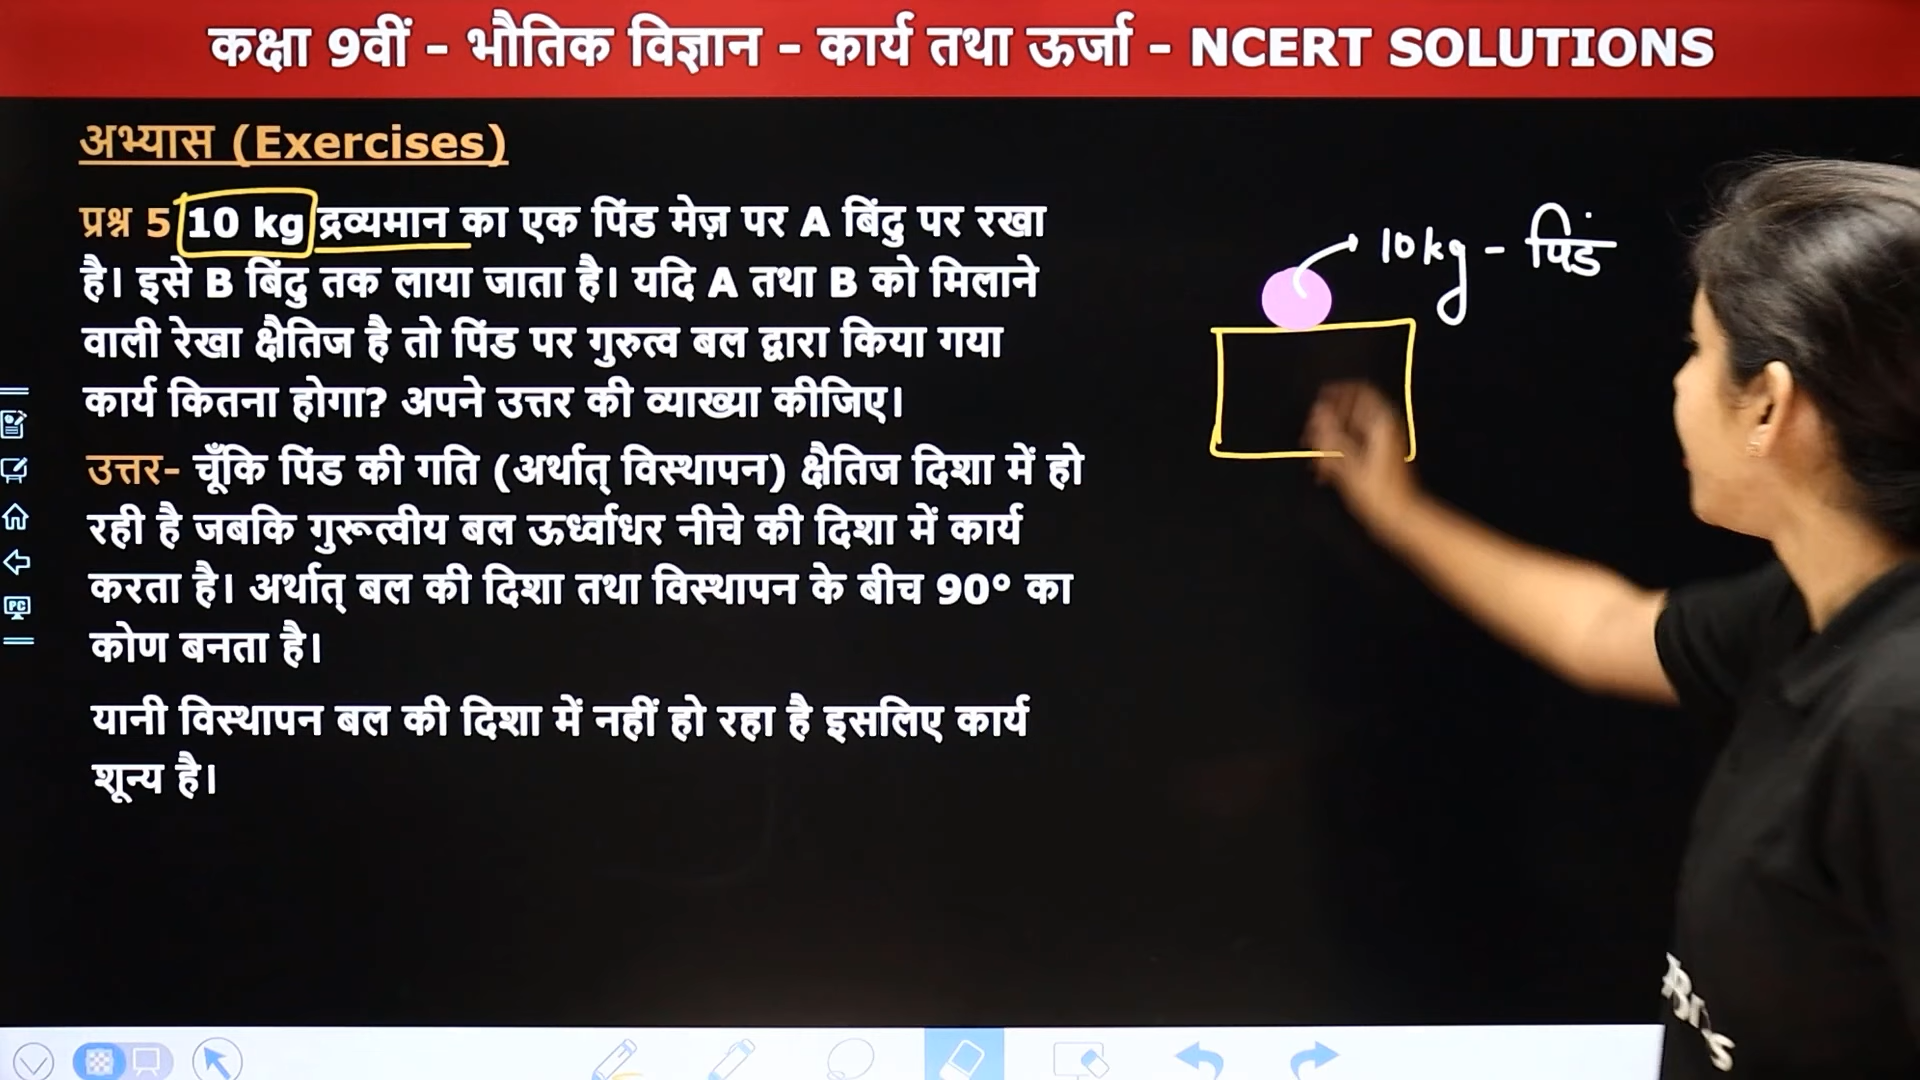 कक्षा 9वीं - भौतिक विज्ञान - कार्य तथा ऊर्जा - NCERT SOLUTIONS
अभ्यास (Exercises)
प्रश्न 5 10 kg द्रव्यमान का एक पिंड मेज़ पर A बिंदु पर रखा
है। इसे B बिंदु तक लाया जाता है। यदि A तथा B को मिलाने
वाली रेखा क्षैतिज है तो पिंड पर गुरुत्व बल द्वारा किया गया
कार्य कितना होगा? अपने उत्तर की व्याख्या कीजिए।
उत्तर- चूँकि पिंड की गति (अर्थात् विस्थापन) क्षैतिज दिशा में हो
रही है जबकि गुरूत्वीय बल ऊर्ध्वाधर नीचे की दिशा में कार्य
करता है। अर्थात् बल की दिशा तथा विस्थापन के बीच 90° का
कोण बनता है।
यानी विस्थापन बल की दिशा में नहीं हो रहा है इसलिए कार्य
शून्य है।
10kg - पिंड
PC